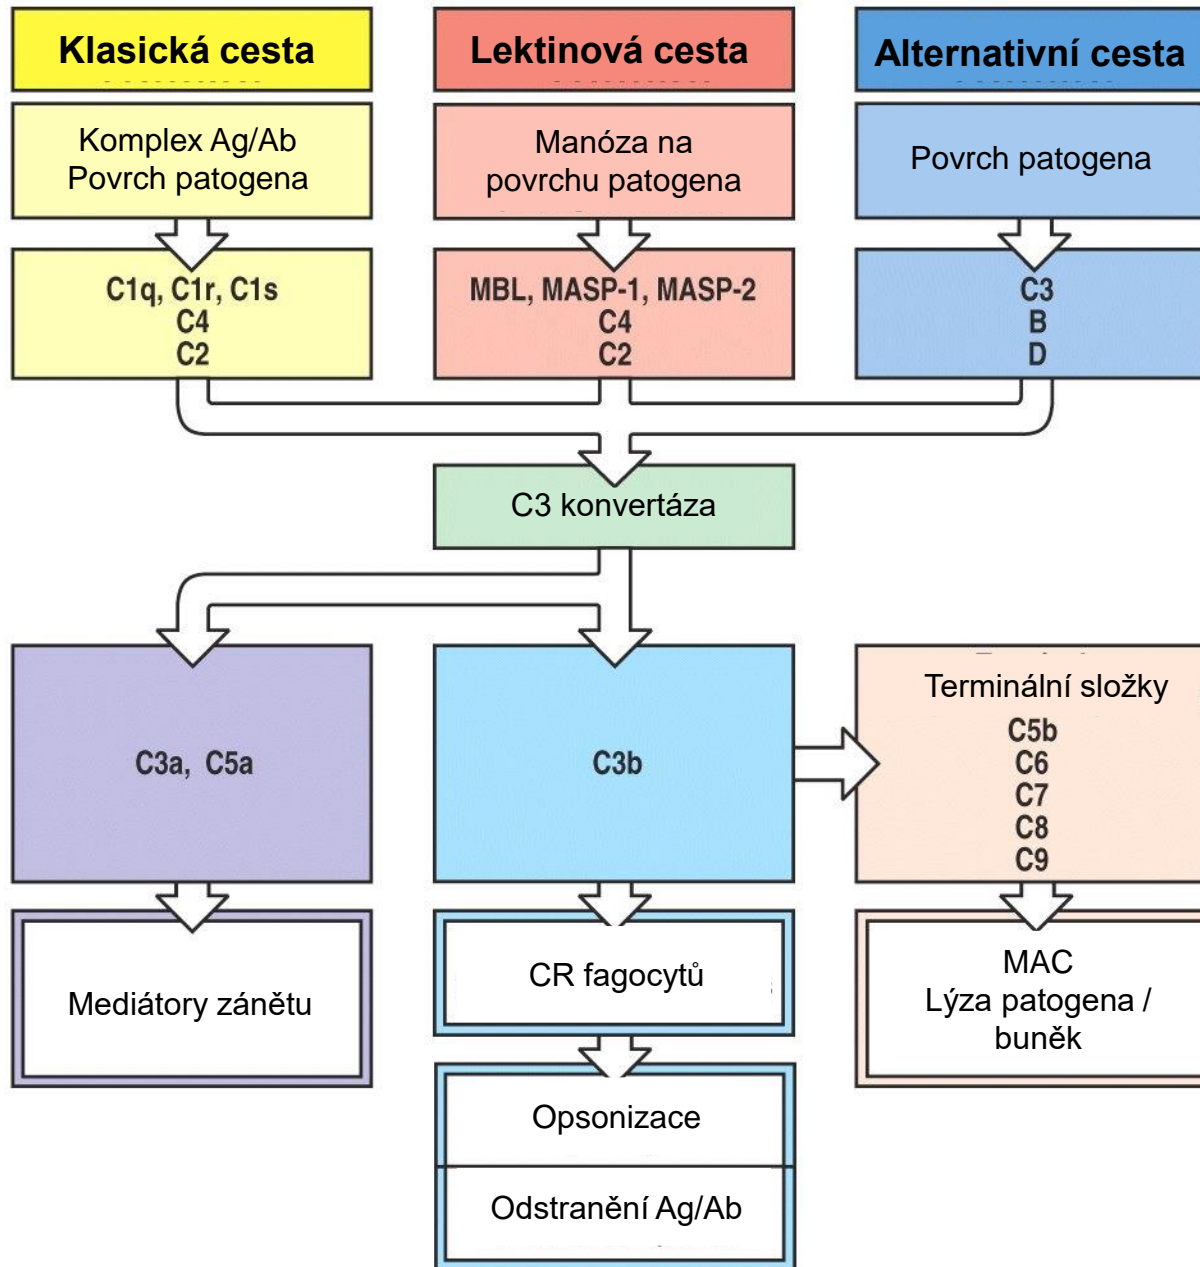 Klasická cesta
Lektinová cesta
Alternativní cesta
Komplex Ag/Ab
Povrch patogena
Manóza na
povrchu patogena
Povrch patogena
C1q, C1r, C1s
C4
C2
MBL, MASP-1, MASP-2
C4
C2
C3
B
D
C3 konvertáza
C3a, C5a
C3b
Terminální složky
C5b
C6
C7
C8
C9
Mediátory zánětu
CR fagocytů
MAC
Lýza patogena /
buněk
Opsonizace
Odstranění Ag/Ab